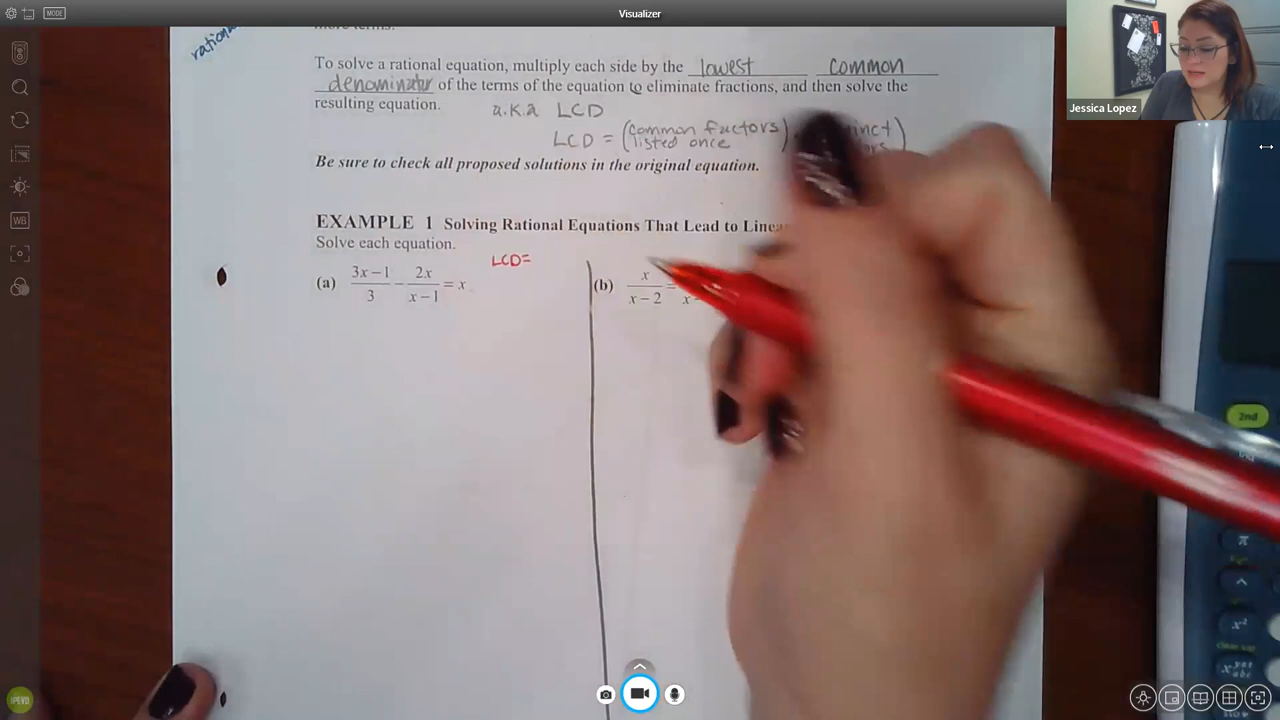 MODE
Visualizer
Jessica Lopez
To solve a rational equation, multiply each side by the lowest common
denominator of the terms of the equation to eliminate fractions, and then solve the
resulting equation. a.k.a LCD
LCD = (common factors listed once)
Be sure to check all proposed solutions in the original equation.
EXAMPLE 1 Solving Rational Equations That Lead to
Solve each equation.
LCD=
(a) 3x−1/3 − 2x/x−1 = x
(b) x/x−2 =
2nd
π
^
x²
IPEVO